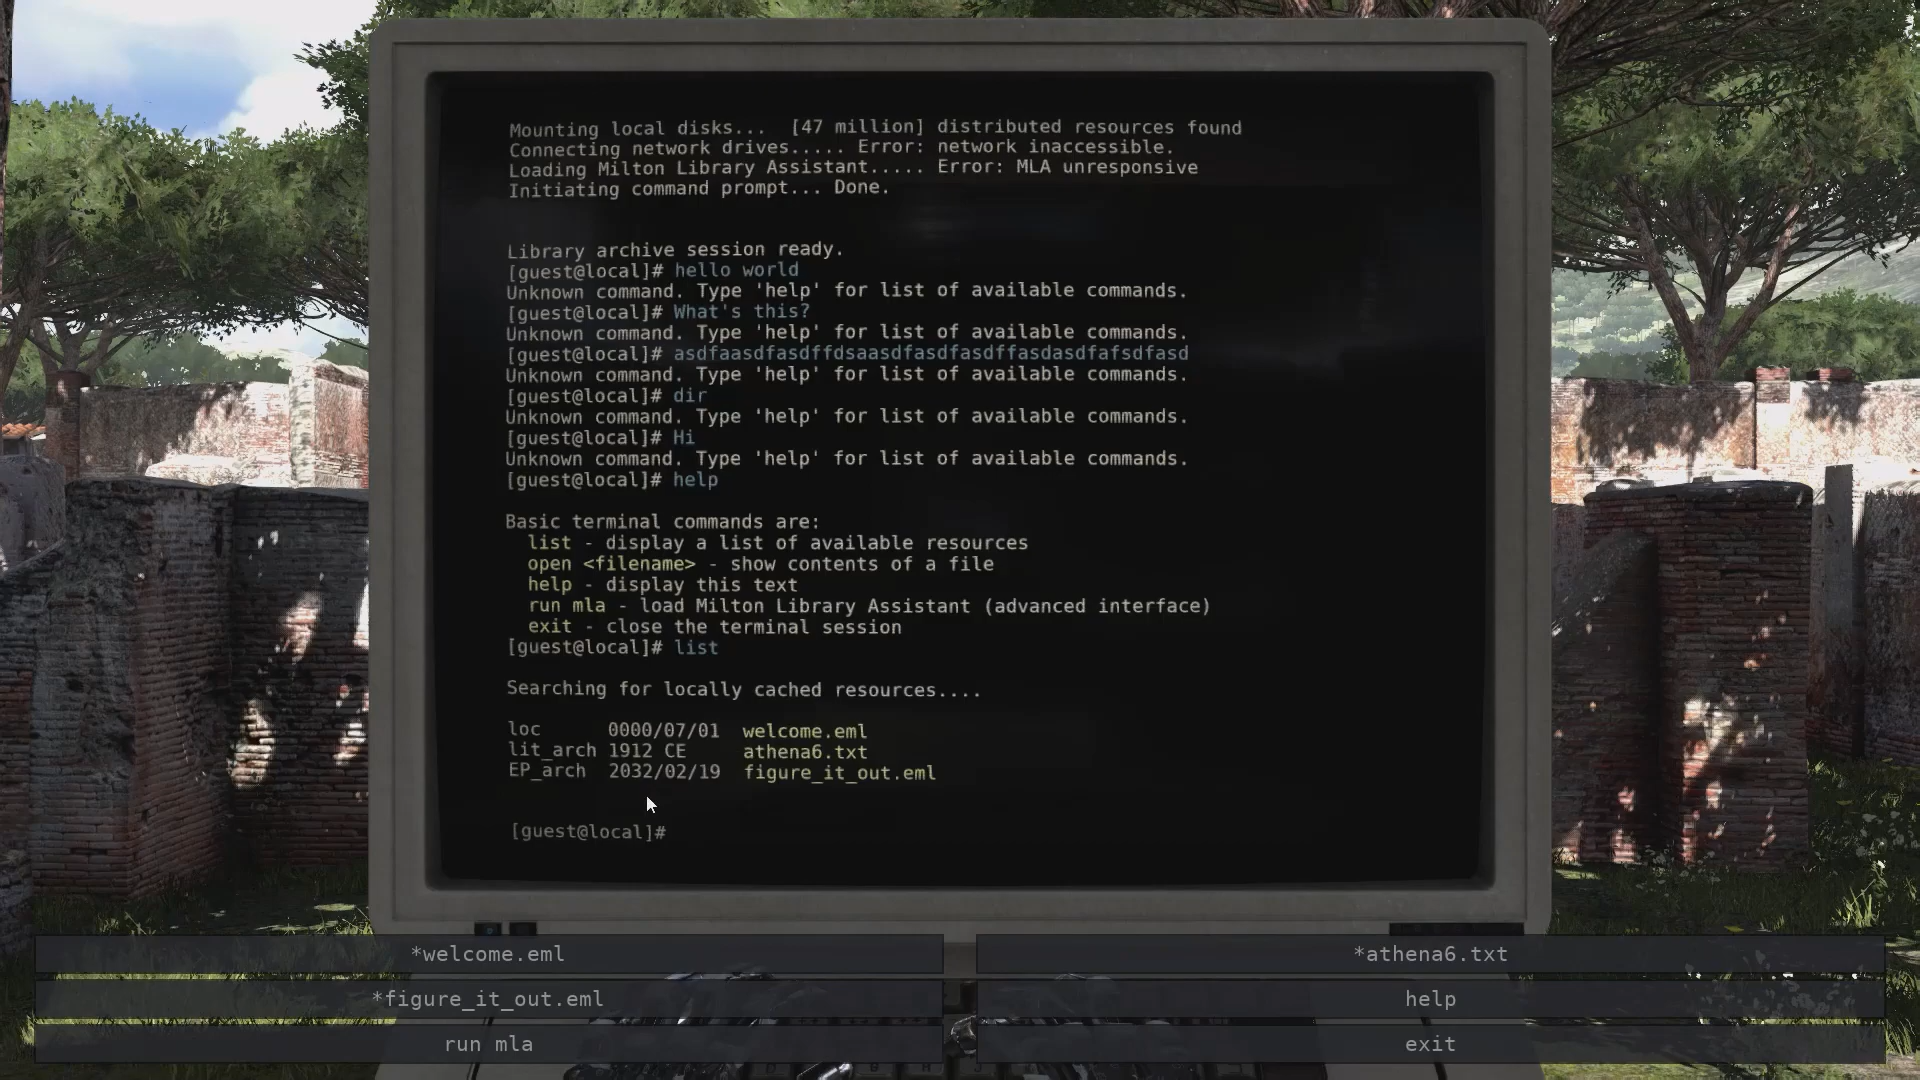 Mounting local disks...  [47 million] distributed resources found
Connecting network drives..... Error: network inaccessible.
Loading Milton Library Assistant..... Error: MLA unresponsive
Initiating command prompt... Done.
Library archive session ready.
[guest@local]# hello world
Unknown command. Type 'help' for list of available commands.
[guest@local]# What's this?
Unknown command. Type 'help' for list of available commands.
[guest@local]# asdfaasdfasdffdsaasdfasdfasdffasdasdfafsdfasd
Unknown command. Type 'help' for list of available commands.
[guest@local]# dir
Unknown command. Type 'help' for list of available commands.
[guest@local]# Hi
Unknown command. Type 'help' for list of available commands.
[guest@local]# help
Basic terminal commands are:
list - display a list of available resources
open <filename> - show contents of a file
help - display this text
run mla - load Milton Library Assistant (advanced interface)
exit - close the terminal session
[guest@local]# list
Searching for locally cached resources....
loc      0000/07/01  welcome.eml
lit_arch 1912 CE     athena6.txt
EP_arch  2032/02/19  figure_it_out.eml
[guest@local]#
*welcome.eml
*athena6.txt
*figure_it_out.eml
help
run mla
exit